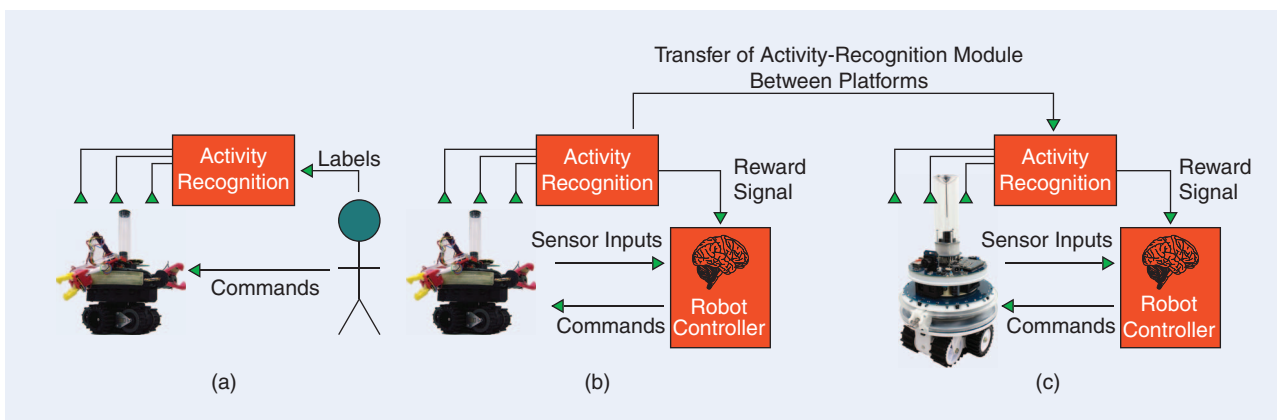 Transfer of Activity-Recognition Module
Between Platforms
Activity
Recognition
Labels
Commands
(a)
Activity
Recognition
Reward
Signal
Sensor Inputs
Commands
Robot
Controller
(b)
Activity
Recognition
Reward
Signal
Sensor Inputs
Commands
Robot
Controller
(c)